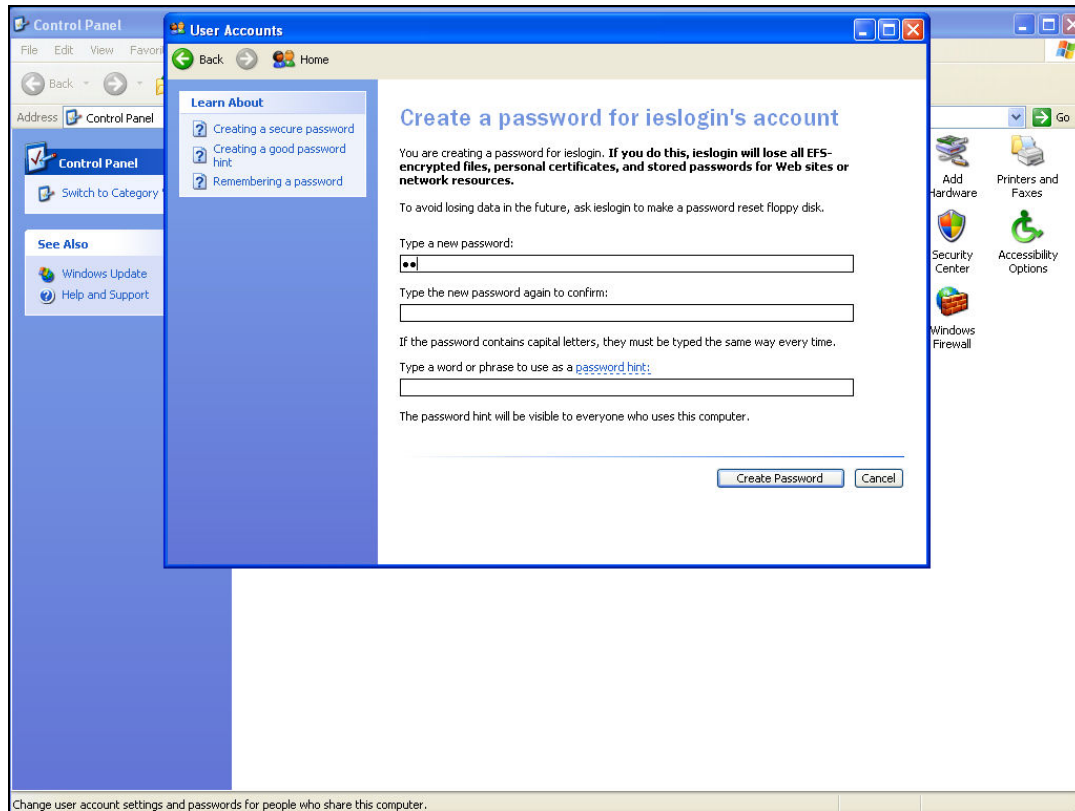 Control Panel
File Edit View
Back
Address Control Panel
Go
Control Panel
Switch to Category
See Also
Windows Update
Help and Support
User Accounts
Back Home
Learn About
Creating a secure password
Creating a good password
hint
Remembering a password
Create a password for ieslogin's account
You are creating a password for ieslogin. If you do this, ieslogin will lose all EFS-
encrypted files, personal certificates, and stored passwords for Web sites or
network resources.
To avoid losing data in the future, ask ieslogin to make a password reset floppy disk.
Type a new password:
●●
Type the new password again to confirm:
If the password contains capital letters, they must be typed the same way every time.
Type a word or phrase to use as a password hint:
The password hint will be visible to everyone who uses this computer.
Create Password Cancel
Add
Hardware
Printers and
Faxes
Security
Center
Accessibility
Options
Windows
Firewall
Change user account settings and passwords for people who share this computer.